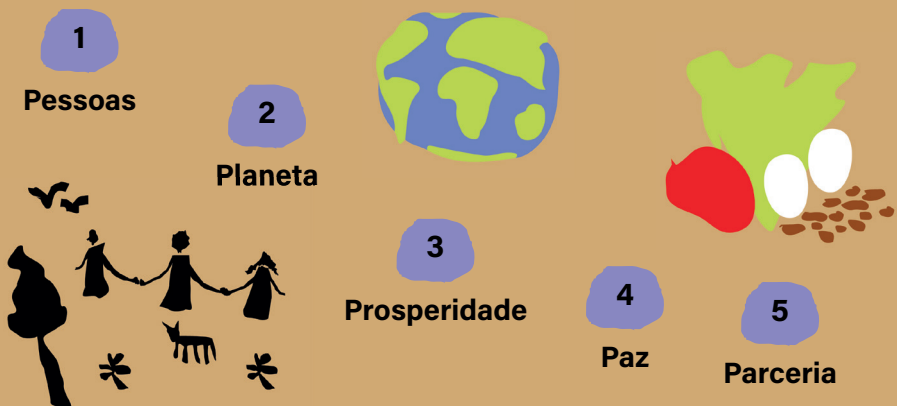 1
Pessoas
2
Planeta
3
Prosperidade
4
Paz
5
Parceria